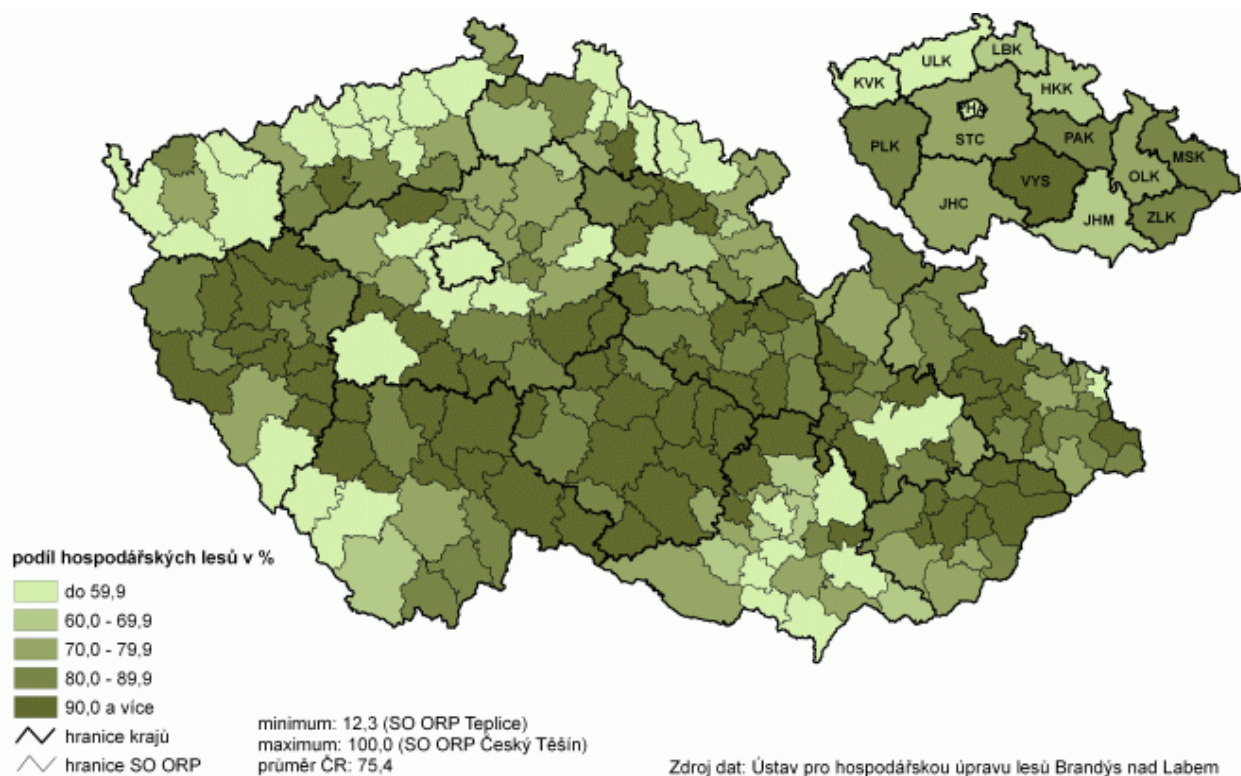 LBK
ULK
KVK
HKK
PHA
STC
PLK
PAK
MSK
VYS
OLK
JHC
JHM
ZLK
podíl hospodářských lesů v %
do 59,9
60,0 - 69,9
70,0 - 79,9
80,0 - 89,9
90,0 a více
hranice krajů
hranice SO ORP
minimum: 12,3 (SO ORP Teplice)
maximum: 100,0 (SO ORP Český Těšín)
průměr ČR: 75,4
Zdroj dat: Ústav pro hospodářskou úpravu lesů Brandýs nad Labem